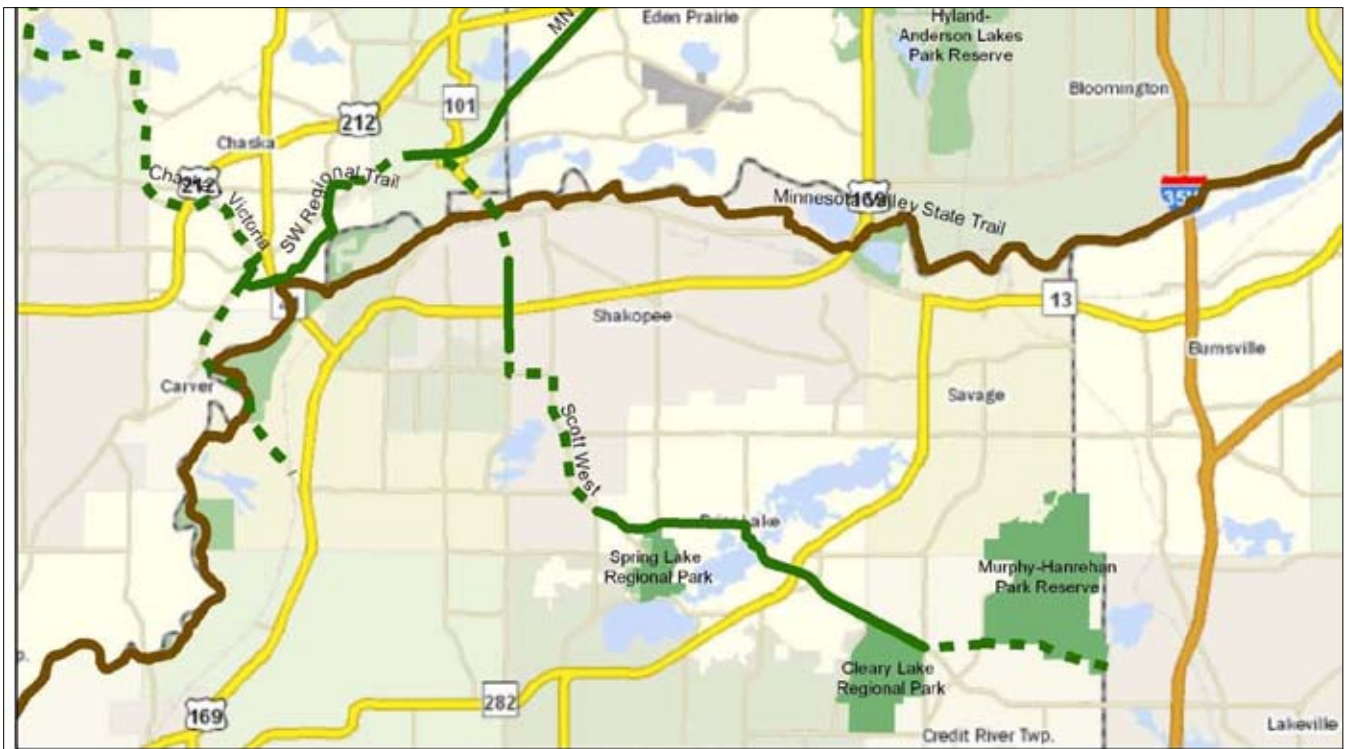 MN
Eden Prairie
Hyland-
Anderson Lakes
Park Reserve
Bloomington
101
212
Chaska
212
Victoria
SW Regional Trail
Minnesota Valley State Trail
169
35W
13
Shakopee
Burnsville
Carver
Savage
Scott West
Prior Lake
Spring Lake
Regional Park
Murphy-Hanrehan
Park Reserve
Cleary Lake
Regional Park
282
169
Credit River Twp.
Lakeville